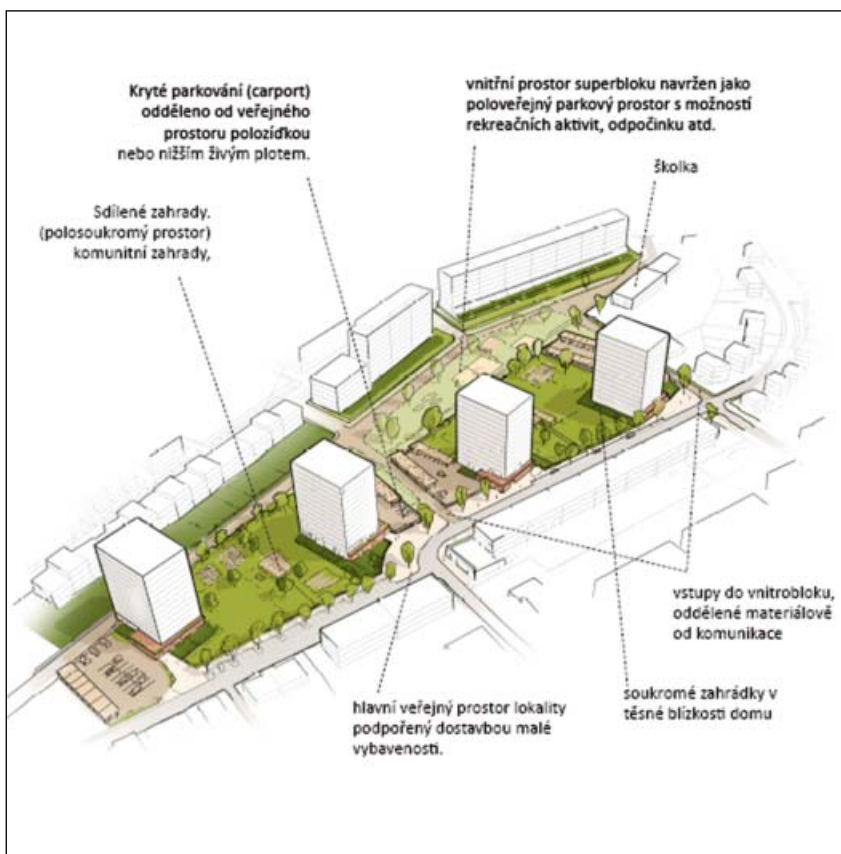 Kryté parkování (carport)
odděleno od veřejného
prostoru polozíďkou
nebo nižším živým plotem.
vnitřní prostor superbloku navržen jako
poloveřejný parkový prostor s možností
rekreačních aktivit, odpočinku atd.
školka
Sdílené zahrady.
(polosoukromý prostor)
komunitní zahrady,
vstupy do vnitrobloku,
oddělené materiálově
od komunikace
soukromé zahrádky v
těsné blízkosti domu
hlavní veřejný prostor lokality
podpořený dostavbou malé
vybavenosti.